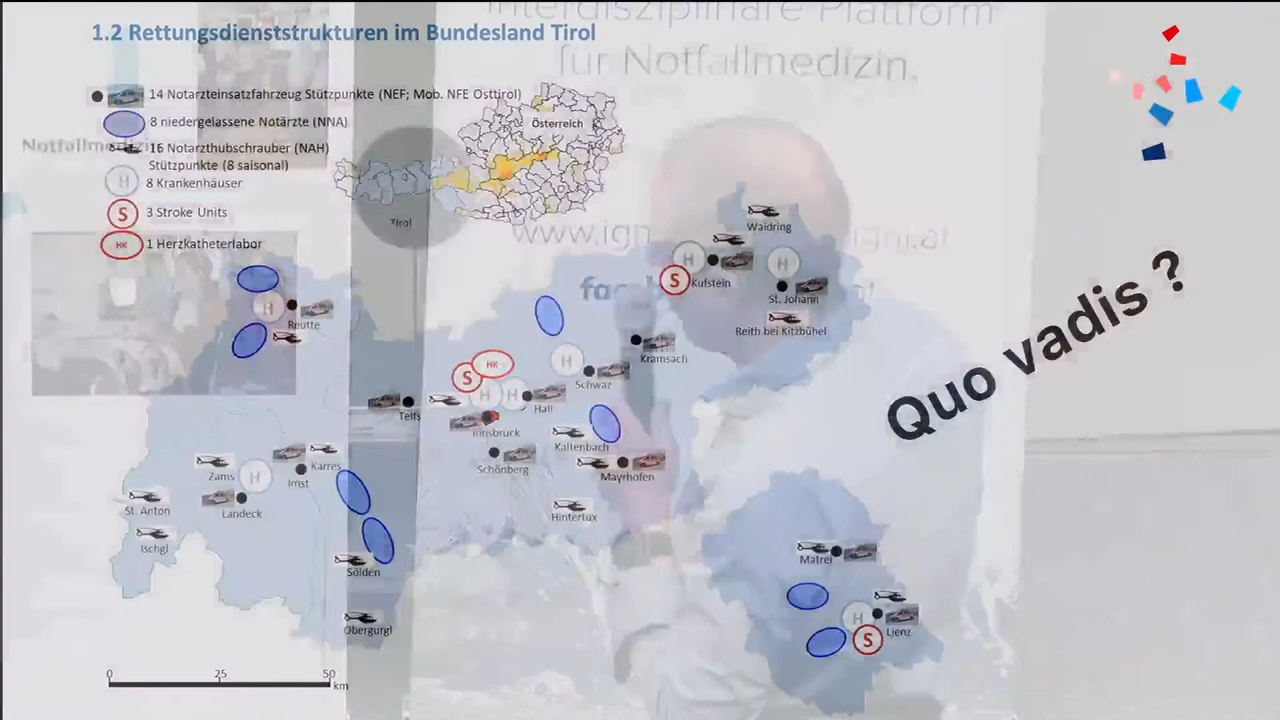 interdisziplinäre Plattform
1.2 Rettungsdienststrukturen im Bundesland Tirol
für Notfallmedizin.
14 Notarzteinsatzfahrzeug Stützpunkte (NEF; Mob. NFE Osttirol)
8 niedergelassene Notärzte (NNA)
Österreich
16 Notarzthubschrauber (NAH)
Stützpunkte (8 saisonal)
H 8 Krankenhäuser
S 3 Stroke Units
HK 1 Herzkatheterlabor
Tirol
Waidring
H
Kufstein
S
H
St. Johann
Reith bei Kitzbühel
Quo vadis ?
H
Reutte
Kramsach
HK
S
H
Schwaz
H
H
Hall
Telfs
Innsbruck
Kaltenbach
Schönberg
Mayrhofen
Karres
Zams
H
Imst
St. Anton
Landeck
Hintertux
Ischgl
Sölden
Matrei
H
Lienz
S
Obergurgl
0 25 50
km